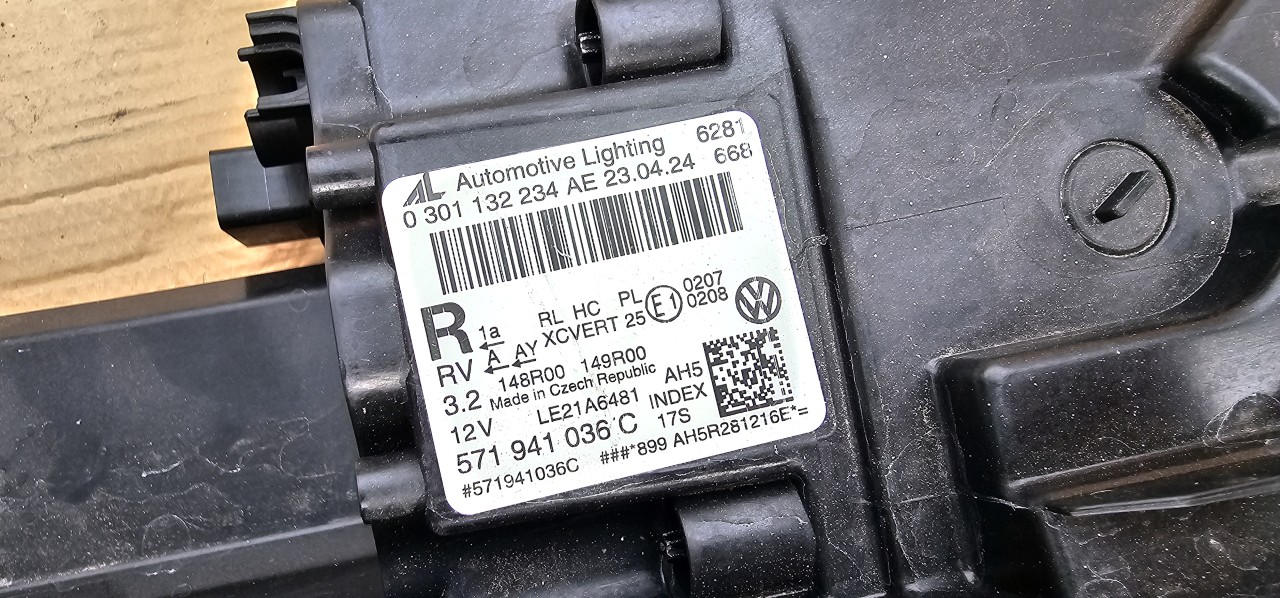 AL Automotive Lighting 6281
0 301 132 234 AE 23.04.24 668
R 1a RL HC PL E1 0207
RV A AY XCVERT 25 0208
3.2 148R00 149R00
Made in Czech Republic AH5
12V LE21A6481 INDEX
571 941 036 C 17S
#571941036C ###*899 AH5R281216E*=